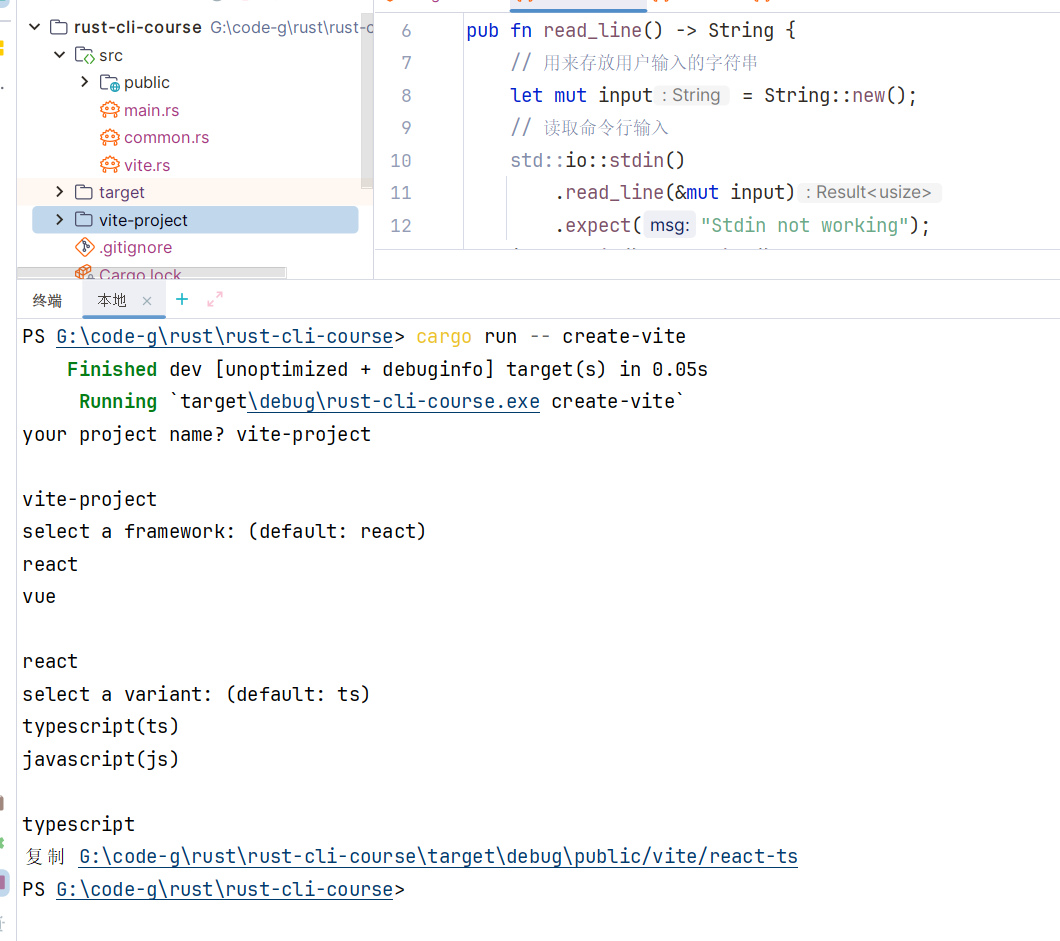 rust-cli-course G:\code-g\rust\rust-c
src
public
main.rs
common.rs
vite.rs
target
vite-project
.gitignore
Cargo.lock
6 pub fn read_line() -> String {
7 // 用来存放用户输入的字符串
8 let mut input : String = String::new();
9 // 读取命令行输入
10 std::io::stdin()
11 .read_line(&mut input) : Result<usize>
12 .expect( msg: "Stdin not working");
终端 本地 × +
PS G:\code-g\rust\rust-cli-course> cargo run -- create-vite
Finished dev [unoptimized + debuginfo] target(s) in 0.05s
Running `target\debug\rust-cli-course.exe create-vite`
your project name? vite-project
vite-project
select a framework: (default: react)
react
vue
react
select a variant: (default: ts)
typescript(ts)
javascript(js)
typescript
复制 G:\code-g\rust\rust-cli-course\target\debug\public/vite/react-ts
PS G:\code-g\rust\rust-cli-course>